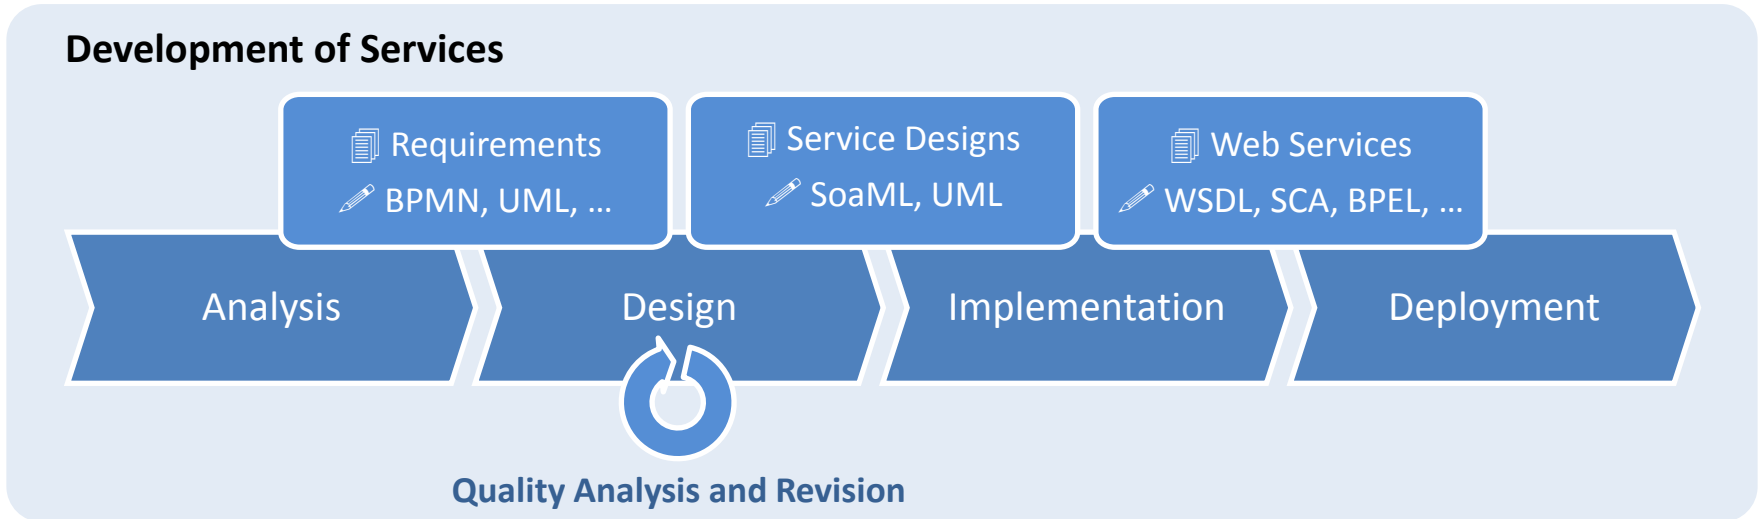 Development of Services
Requirements
BPMN, UML, ...
Service Designs
SoaML, UML
Web Services
WSDL, SCA, BPEL, ...
Analysis
Design
Implementation
Deployment
Quality Analysis and Revision